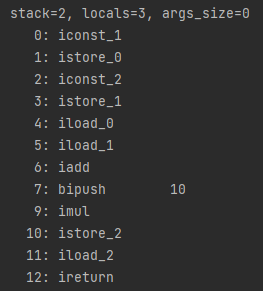 stack=2, locals=3, args_size=0
0: iconst_1
1: istore_0
2: iconst_2
3: istore_1
4: iload_0
5: iload_1
6: iadd
7: bipush 10
9: imul
10: istore_2
11: iload_2
12: ireturn